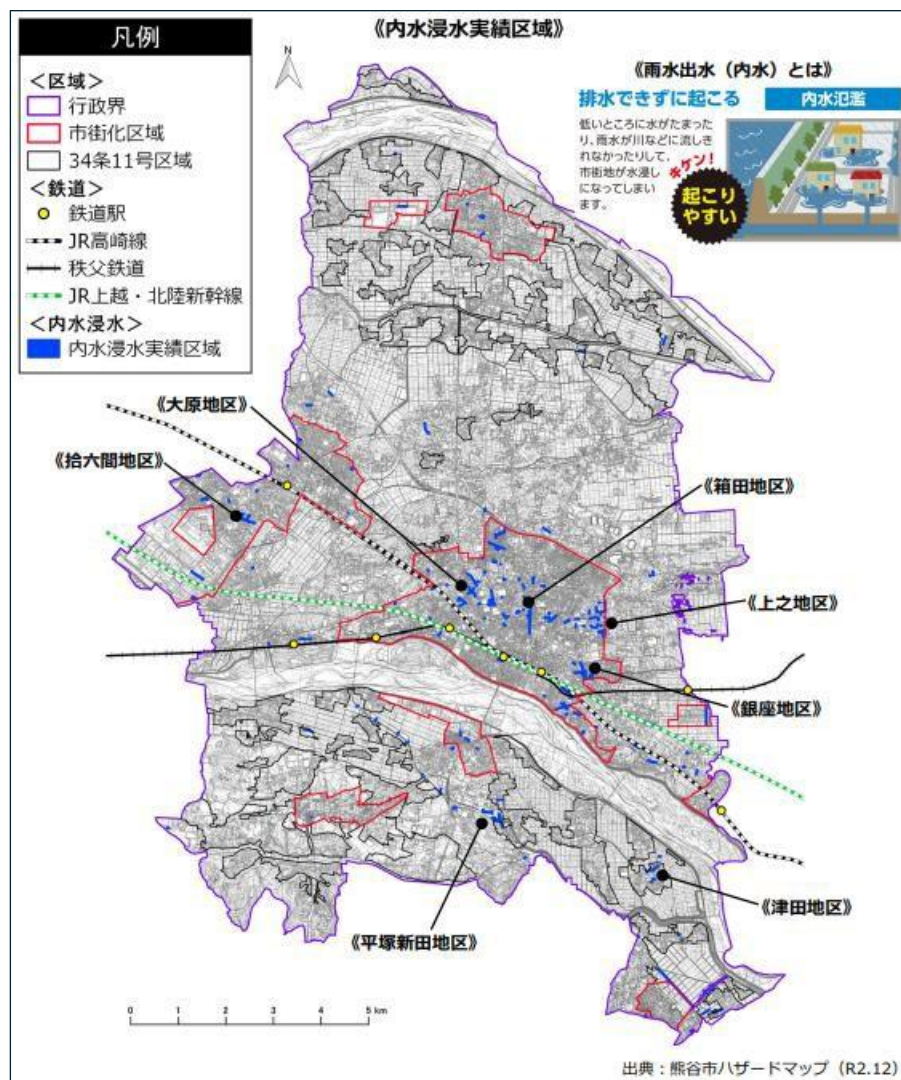 凡例
《内水浸水実績区域》
N
<区域>
行政界
市街化区域
34条11号区域
<鉄道>
鉄道駅
JR高崎線
秩父鉄道
JR上越・北陸新幹線
<内水浸水>
内水浸水実績区域
《雨水出水（内水）とは》
排水できずに起こる
内水氾濫
低いところに水がたまった
り、雨水が川などに流しき
れなかったりして、
市街地が水浸し
になってしまい
ます。
キケン！
起こり
やすい
《大原地区》
《拾六間地区》
《箱田地区》
《上之地区》
《銀座地区》
《津田地区》
《平塚新田地区》
0 1 2 3 4 5 km
出典：熊谷市ハザードマップ（R2.12）